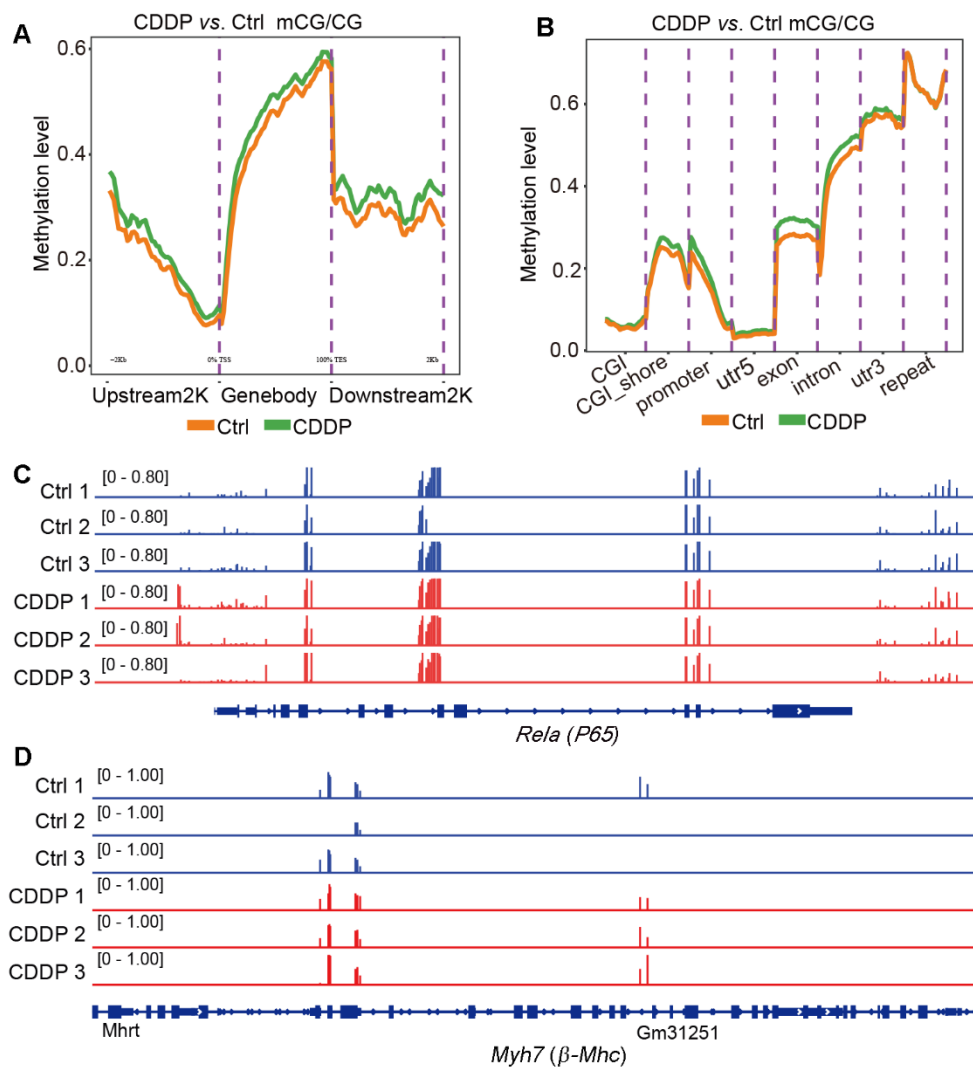 A
CDDP vs. Ctrl mCG/CG
Methylation level
0.6
0.4
0.2
0.0
−2Kb
0% TSS
100% TES
2Kb
Upstream2K Genebody Downstream2K
Ctrl CDDP
B
CDDP vs. Ctrl mCG/CG
Methylation level
0.6
0.4
0.2
0.0
CGI
CGI_shore
promoter
utr5
exon
intron
utr3
repeat
Ctrl CDDP
C
Ctrl 1 [0 - 0.80]
Ctrl 2 [0 - 0.80]
Ctrl 3 [0 - 0.80]
CDDP 1 [0 - 0.80]
CDDP 2 [0 - 0.80]
CDDP 3 [0 - 0.80]
Rela (P65)
D
Ctrl 1 [0 - 1.00]
Ctrl 2 [0 - 1.00]
Ctrl 3 [0 - 1.00]
CDDP 1 [0 - 1.00]
CDDP 2 [0 - 1.00]
CDDP 3 [0 - 1.00]
Mhrt Gm31251
Myh7 (β-Mhc)